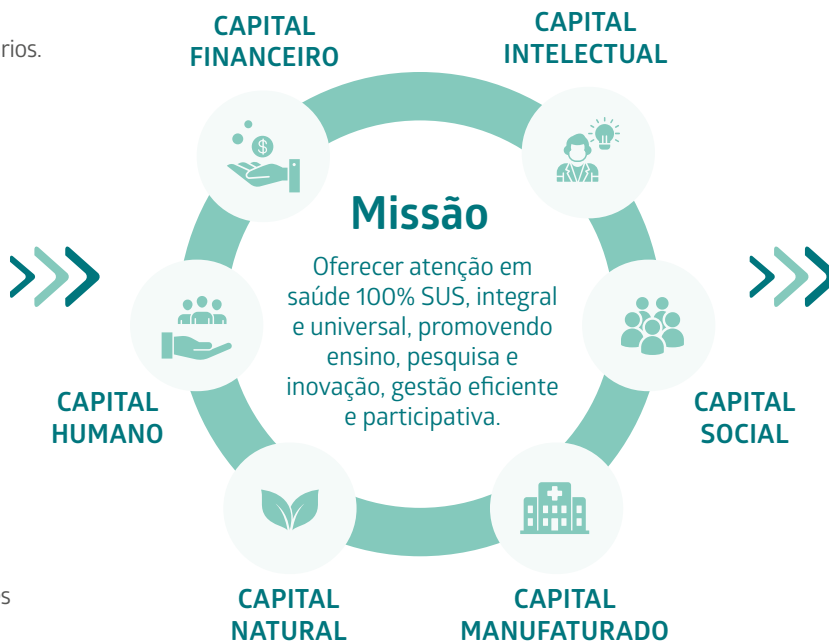 CAPITAL
FINANCEIRO
CAPITAL
INTELECTUAL
rios.
Missão
Oferecer atenção em
saúde 100% SUS, integral
e universal, promovendo
ensino, pesquisa e
inovação, gestão eficiente
e participativa.
CAPITAL
HUMANO
CAPITAL
SOCIAL
s
CAPITAL
NATURAL
CAPITAL
MANUFATURADO